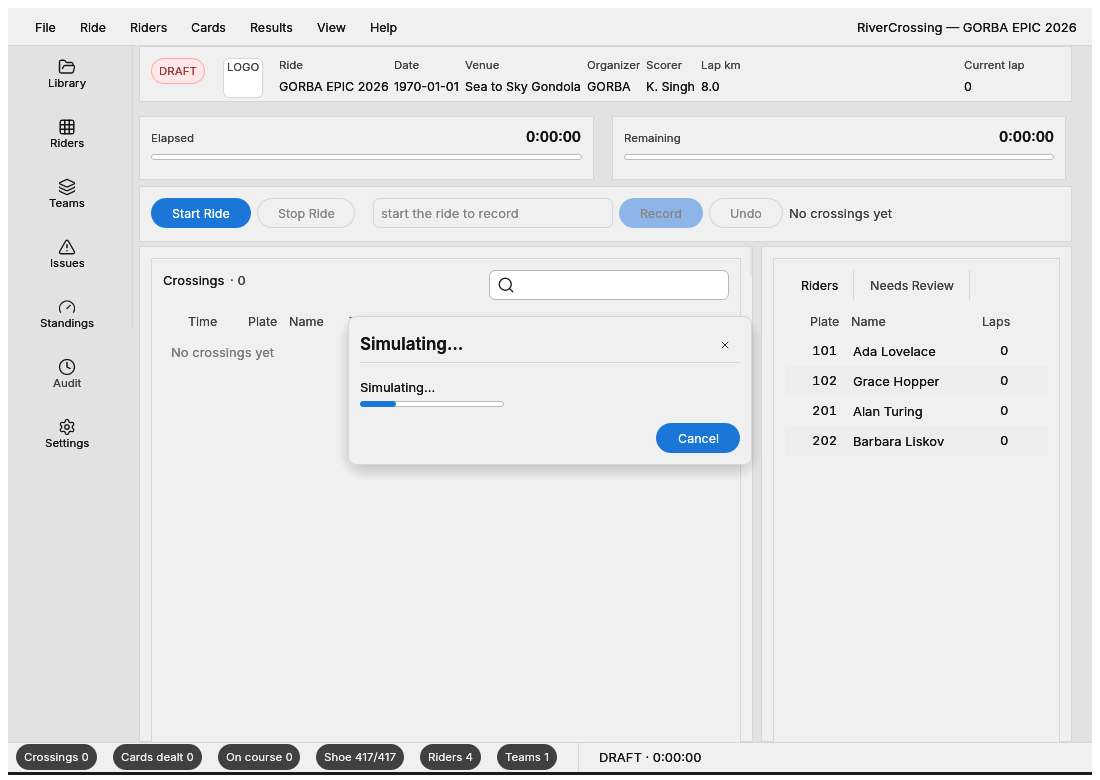 File Ride Riders Cards Results View Help RiverCrossing — GORBA EPIC 2026
Library
Riders
Teams
Issues
Standings
Audit
Settings
DRAFT
LOGO
Ride Date Venue Organizer Scorer Lap km Current lap
GORBA EPIC 2026 1970-01-01 Sea to Sky Gondola GORBA K. Singh 8.0 0
Elapsed 0:00:00
Remaining 0:00:00
Start Ride Stop Ride start the ride to record Record Undo No crossings yet
Crossings · 0
Time Plate Name
No crossings yet
Simulating...
Simulating...
Cancel
Riders Needs Review
Plate Name Laps
101 Ada Lovelace 0
102 Grace Hopper 0
201 Alan Turing 0
202 Barbara Liskov 0
Crossings 0 Cards dealt 0 On course 0 Shoe 417/417 Riders 4 Teams 1 DRAFT · 0:00:00